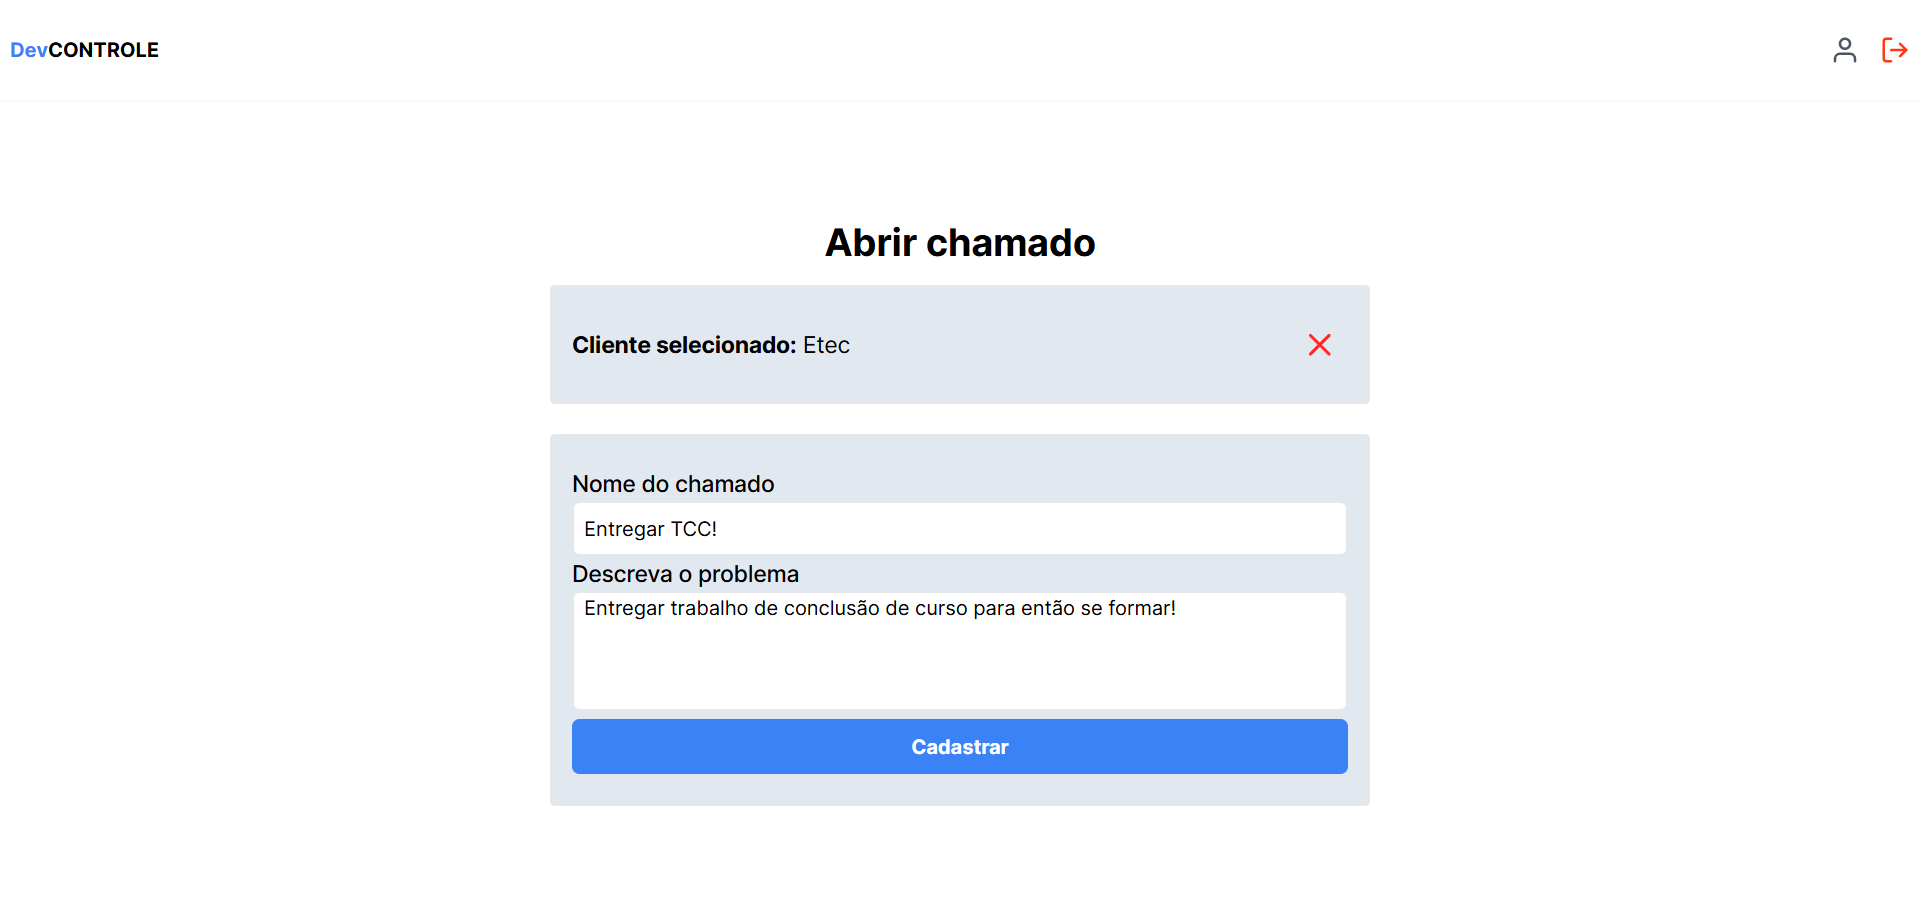 DevCONTROLE
Abrir chamado
Cliente selecionado: Etec
Nome do chamado
Entregar TCC!
Descreva o problema
Entregar trabalho de conclusão de curso para então se formar!
Cadastrar